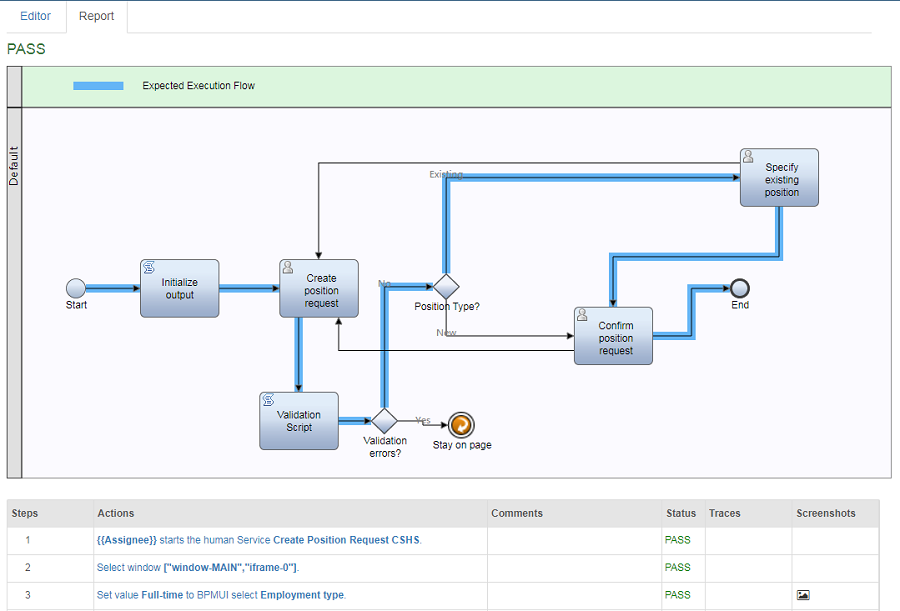 Editor Report
PASS
Expected Execution Flow
Default
Specify
existing
position
Existing
Initialize
output
Create
position
request
Start
No
Position Type?
End
New
Confirm
position
request
Validation
Script
Yes
Validation
errors?
Stay on page
Steps Actions Comments Status Traces Screenshots
1 {{Assignee}} starts the human Service Create Position Request CSHS. PASS
2 Select window ["window-MAIN","iframe-0"]. PASS
3 Set value Full-time to BPMUI select Employment type. PASS